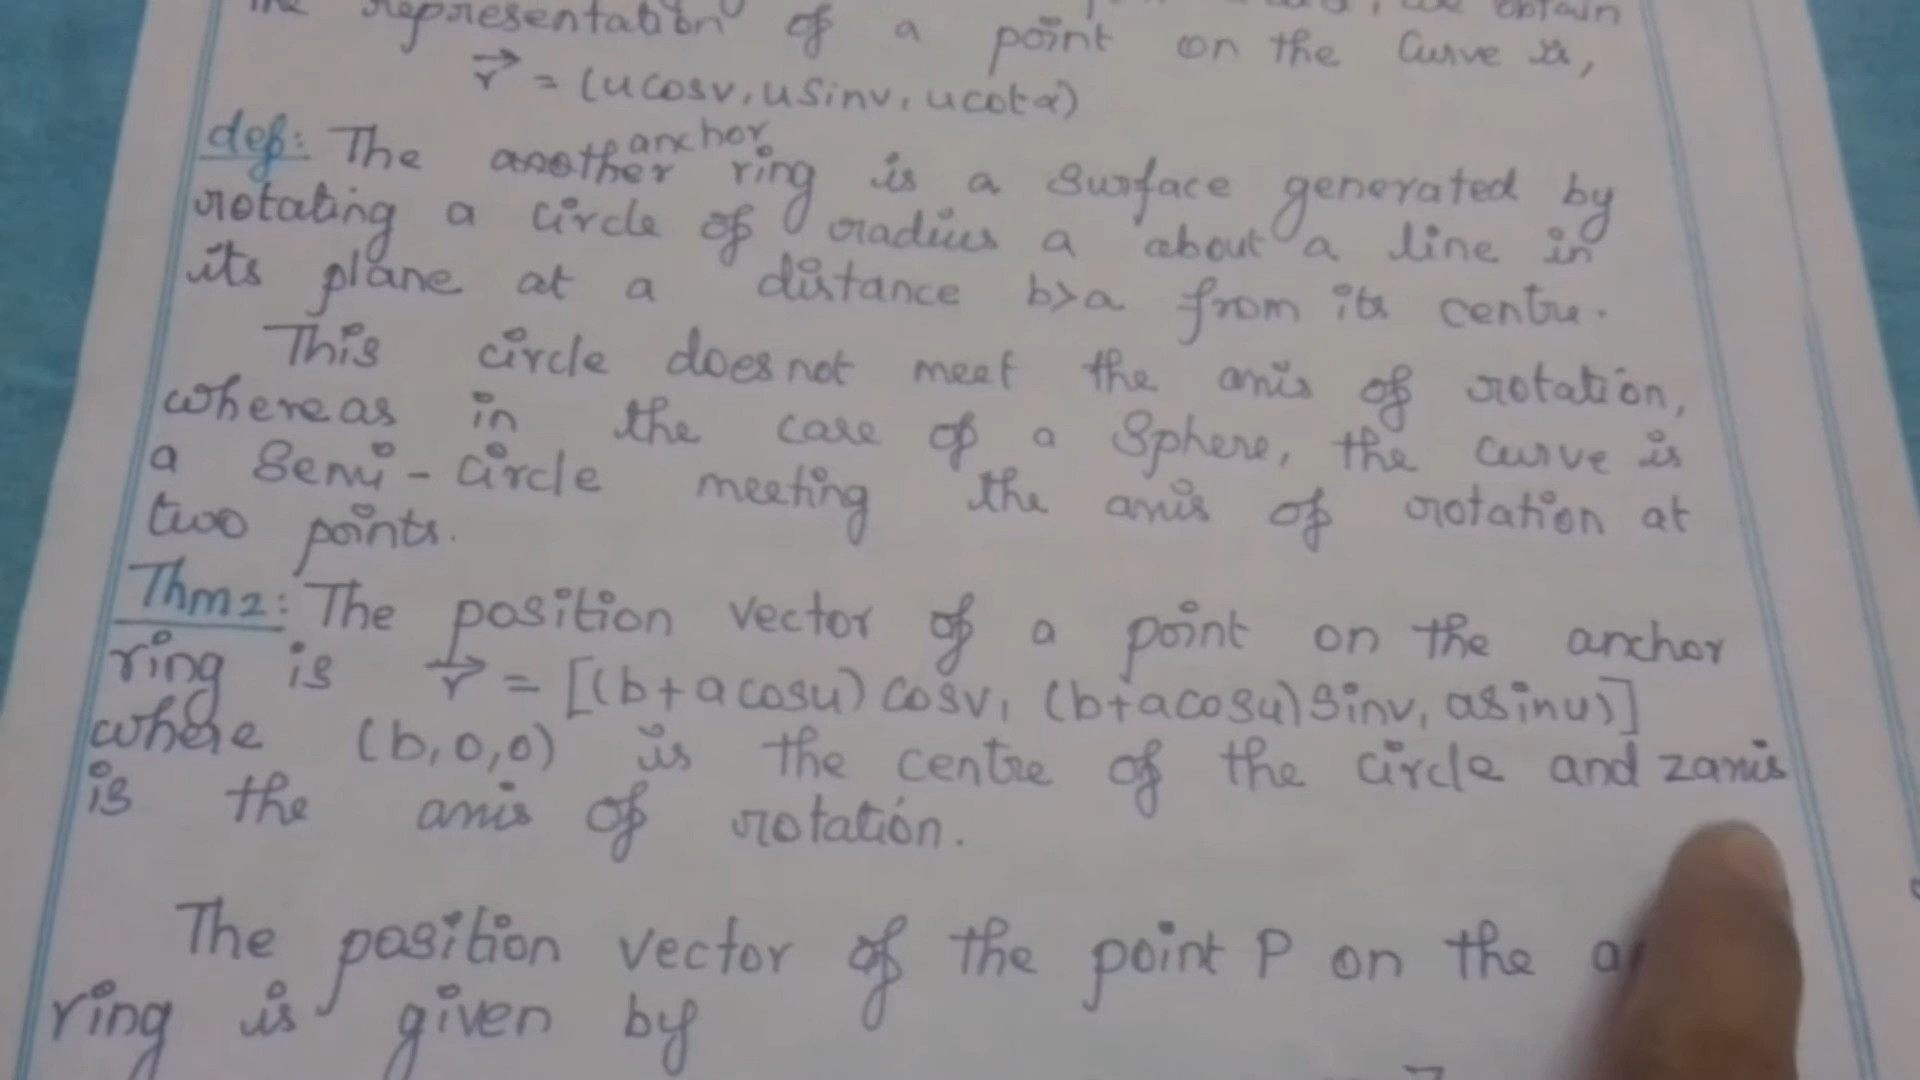 the representation of a point on the Curve is,
r⃗ = (ucosv, usinv, ucotα)
anchor
def: The another ring is a surface generated by
rotating a circle of radius a about a line in
its plane at a distance b>a from its centre.
This circle does not meet the axis of rotation,
whereas in the case of a Sphere, the curve is
a Semi-circle meeting the axis of rotation at
two points.
Thm 2: The position vector of a point on the anchor
ring is r⃗ = [(b+acosu) cosv, (b+acosu) sinv, asinu)]
where (b,0,0) is the centre of the circle and z axis
is the axis of rotation.
The position vector of the point P on the
ring is given by